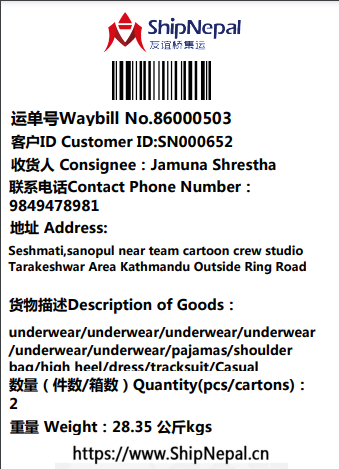 ShipNepal
友谊桥集运
运单号Waybill No.86000503
客户ID Customer ID:SN000652
收货人 Consignee：Jamuna Shrestha
联系电话Contact Phone Number：
9849478981
地址 Address:
Seshmati,sanopul near team cartoon crew studio
Tarakeshwar Area Kathmandu Outside Ring Road
货物描述Description of Goods：
underwear/underwear/underwear/underwear
/underwear/underwear/pajamas/shoulder
bag/high heel/dress/tracksuit/Casual
数量（件数/箱数）Quantity(pcs/cartons)：
2
重量 Weight：28.35 公斤kgs
https://www.ShipNepal.cn